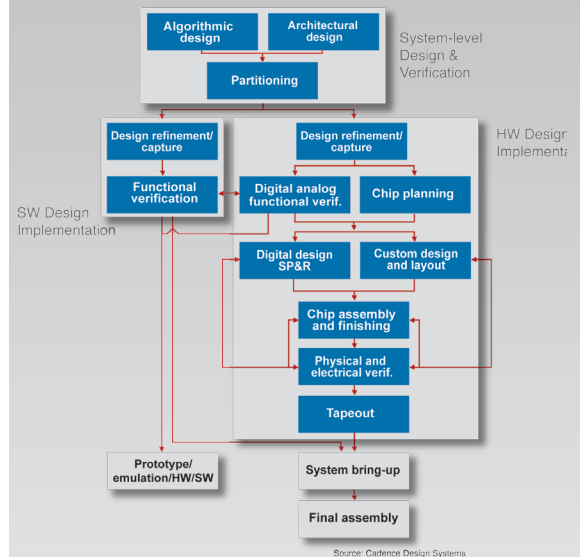 Algorithmic
design
Architectural
design
Partitioning
System-level
Design &
Verification
Design refinement/
capture
Functional
verification
SW Design
Implementation
HW Design
Implementa
Design refinement/
capture
Digital analog
functional verif.
Chip planning
Digital design
SP&R
Custom design
and layout
Chip assembly
and finishing
Physical and
electrical verif.
Tapeout
Prototype/
emulation/HW/SW
System bring-up
Final assembly
Source: Cadence Design Systems